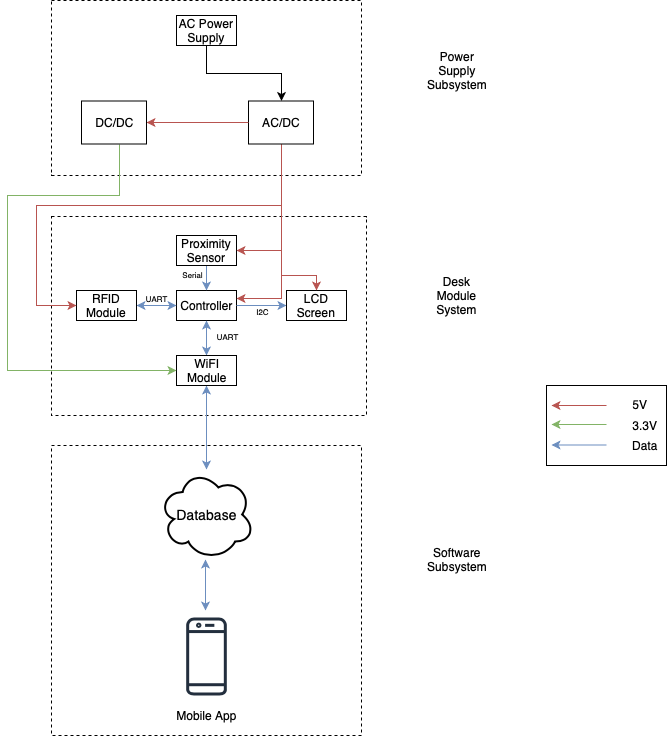 AC Power
Supply
Power
Supply
Subsystem
DC/DC
AC/DC
Proximity
Sensor
Serial
RFID
Module
UART
Controller
I2C
LCD
Screen
Desk
Module
System
UART
WiFI
Module
5V
3.3V
Data
Database
Software
Subsystem
Mobile App